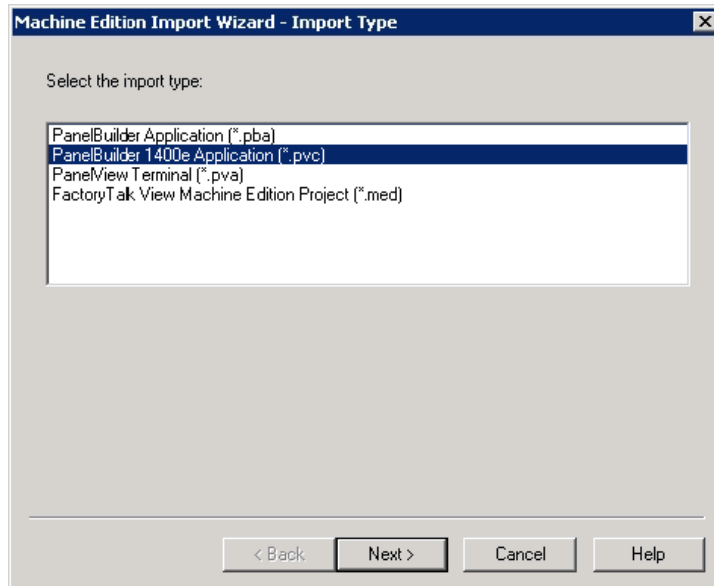 Machine Edition Import Wizard - Import Type
Select the import type:
PanelBuilder Application (*.pba)
PanelBuilder 1400e Application (*.pvc)
PanelView Terminal (*.pva)
FactoryTalk View Machine Edition Project (*.med)
< Back Next > Cancel Help